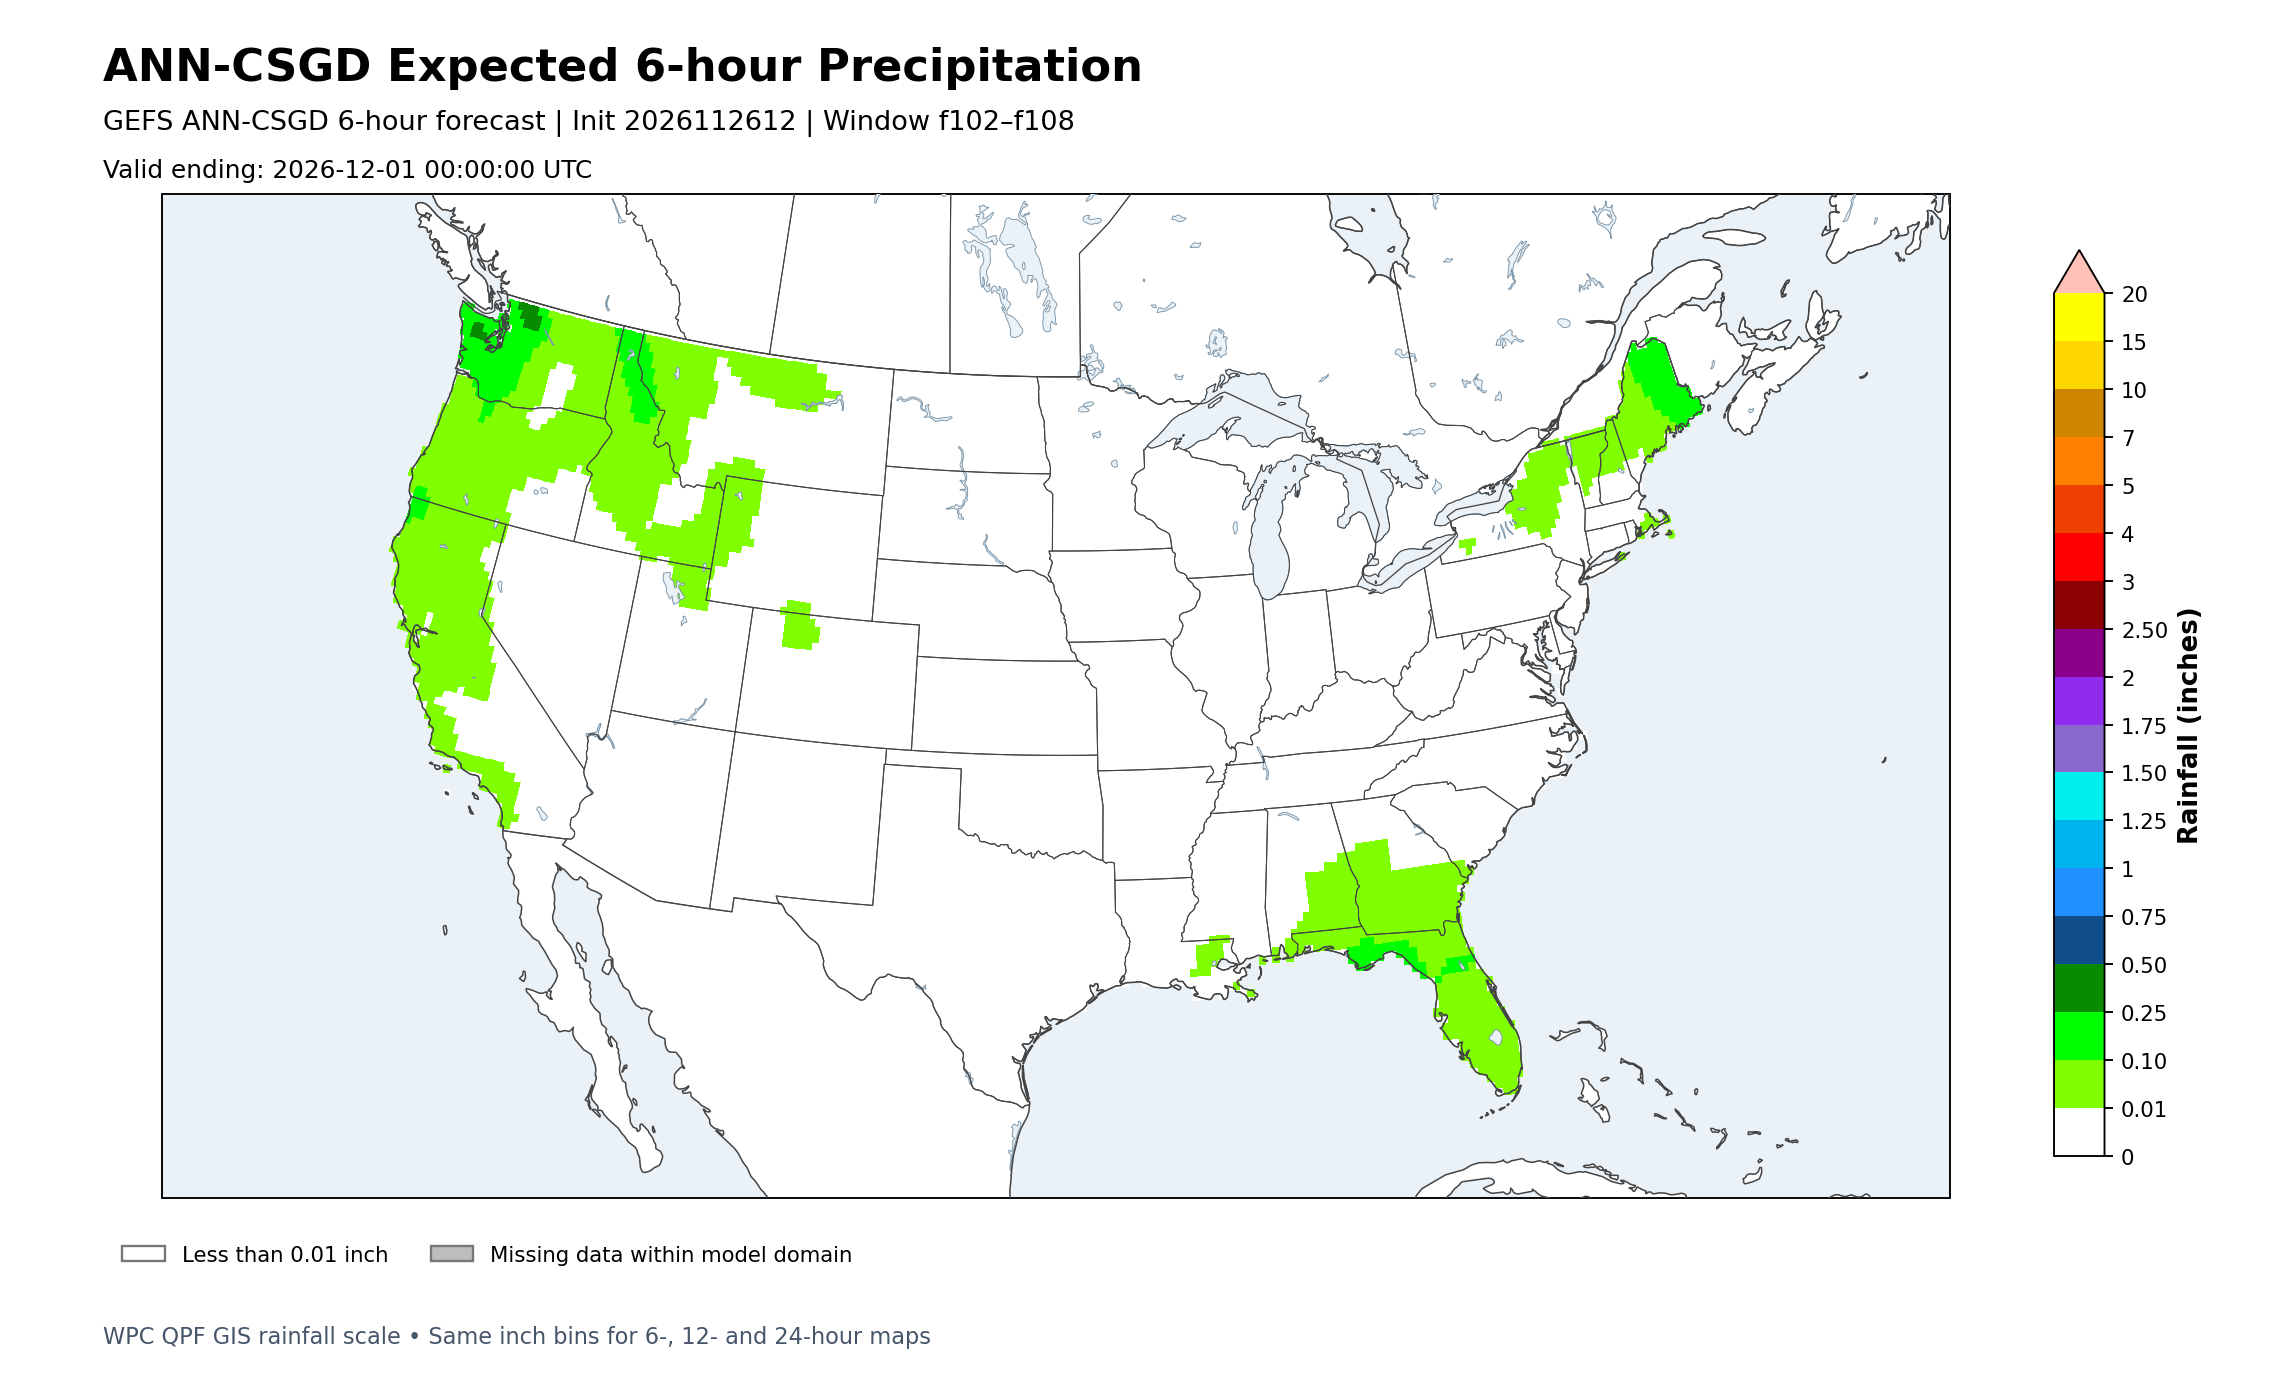 ANN-CSGD Expected 6-hour Precipitation
GEFS ANN-CSGD 6-hour forecast | Init 2026112612 | Window f102–f108
Valid ending: 2026-12-01 00:00:00 UTC
20
15
10
7
5
4
3
2.50
2
1.75
1.50
1.25
1
0.75
0.50
0.25
0.10
0.01
0
Rainfall (inches)
Less than 0.01 inch
Missing data within model domain
WPC QPF GIS rainfall scale • Same inch bins for 6-, 12- and 24-hour maps